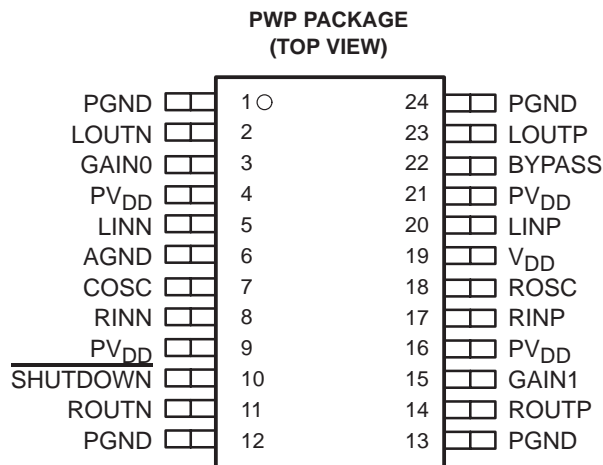 PWP PACKAGE
(TOP VIEW)
PGND 1 24 PGND
LOUTN 2 23 LOUTP
GAIN0 3 22 BYPASS
PVDD 4 21 PVDD
LINN 5 20 LINP
AGND 6 19 VDD
COSC 7 18 ROSC
RINN 8 17 RINP
PVDD 9 16 PVDD
SHUTDOWN 10 15 GAIN1
ROUTN 11 14 ROUTP
PGND 12 13 PGND